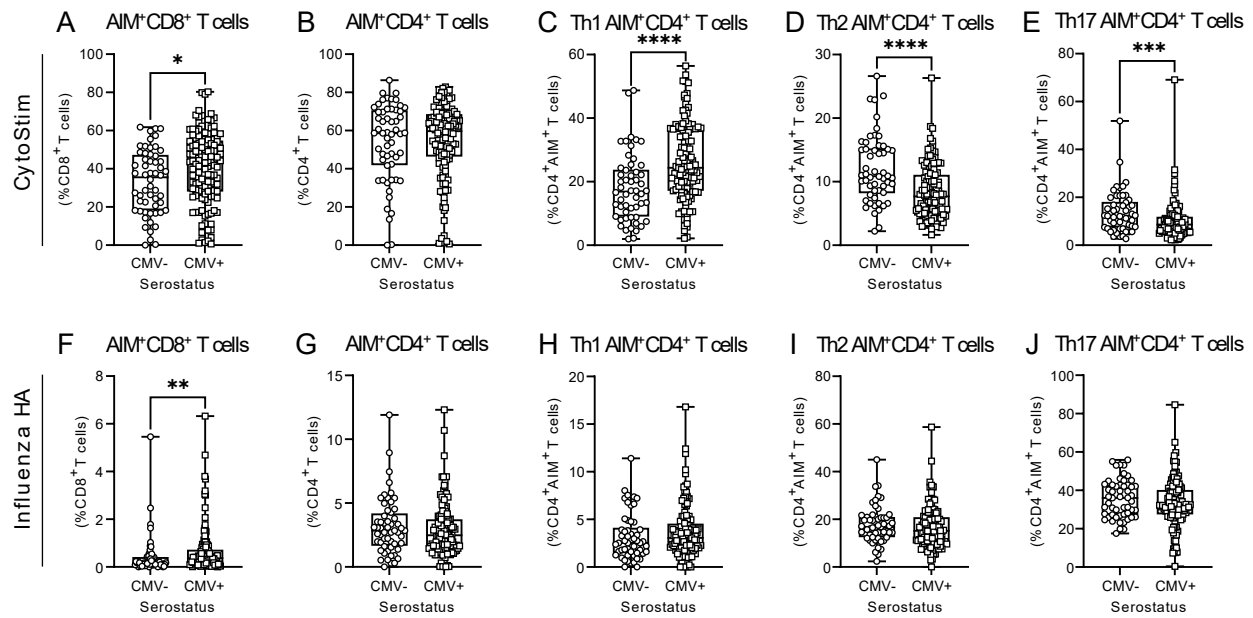 A AIM⁺CD8⁺ T cells
B AIM⁺CD4⁺ T cells
C Th1 AIM⁺CD4⁺ T cells
D Th2 AIM⁺CD4⁺ T cells
E Th17 AIM⁺CD4⁺ T cells
CytoStim
(%CD8⁺ T cells)
100
80
60
40
20
0
*
CMV- CMV+
Serostatus
(%CD4⁺ T cells)
100
80
60
40
20
0
CMV- CMV+
Serostatus
(%CD4⁺AIM⁺ T cells)
60
40
20
0
****
CMV- CMV+
Serostatus
(%CD4⁺AIM⁺ T cells)
30
20
10
0
****
CMV- CMV+
Serostatus
(%CD4⁺AIM⁺ T cells)
80
60
40
20
0
***
CMV- CMV+
Serostatus
F AIM⁺CD8⁺ T cells
G AIM⁺CD4⁺ T cells
H Th1 AIM⁺CD4⁺ T cells
I Th2 AIM⁺CD4⁺ T cells
J Th17 AIM⁺CD4⁺ T cells
Influenza HA
(%CD8⁺ T cells)
8
6
4
2
0
**
CMV- CMV+
Serostatus
(%CD4⁺ T cells)
15
10
5
0
CMV- CMV+
Serostatus
(%CD4⁺AIM⁺ T cells)
20
15
10
5
0
CMV- CMV+
Serostatus
(%CD4⁺AIM⁺ T cells)
80
60
40
20
0
CMV- CMV+
Serostatus
(%CD4⁺AIM⁺ T cells)
100
80
60
40
20
0
CMV- CMV+
Serostatus